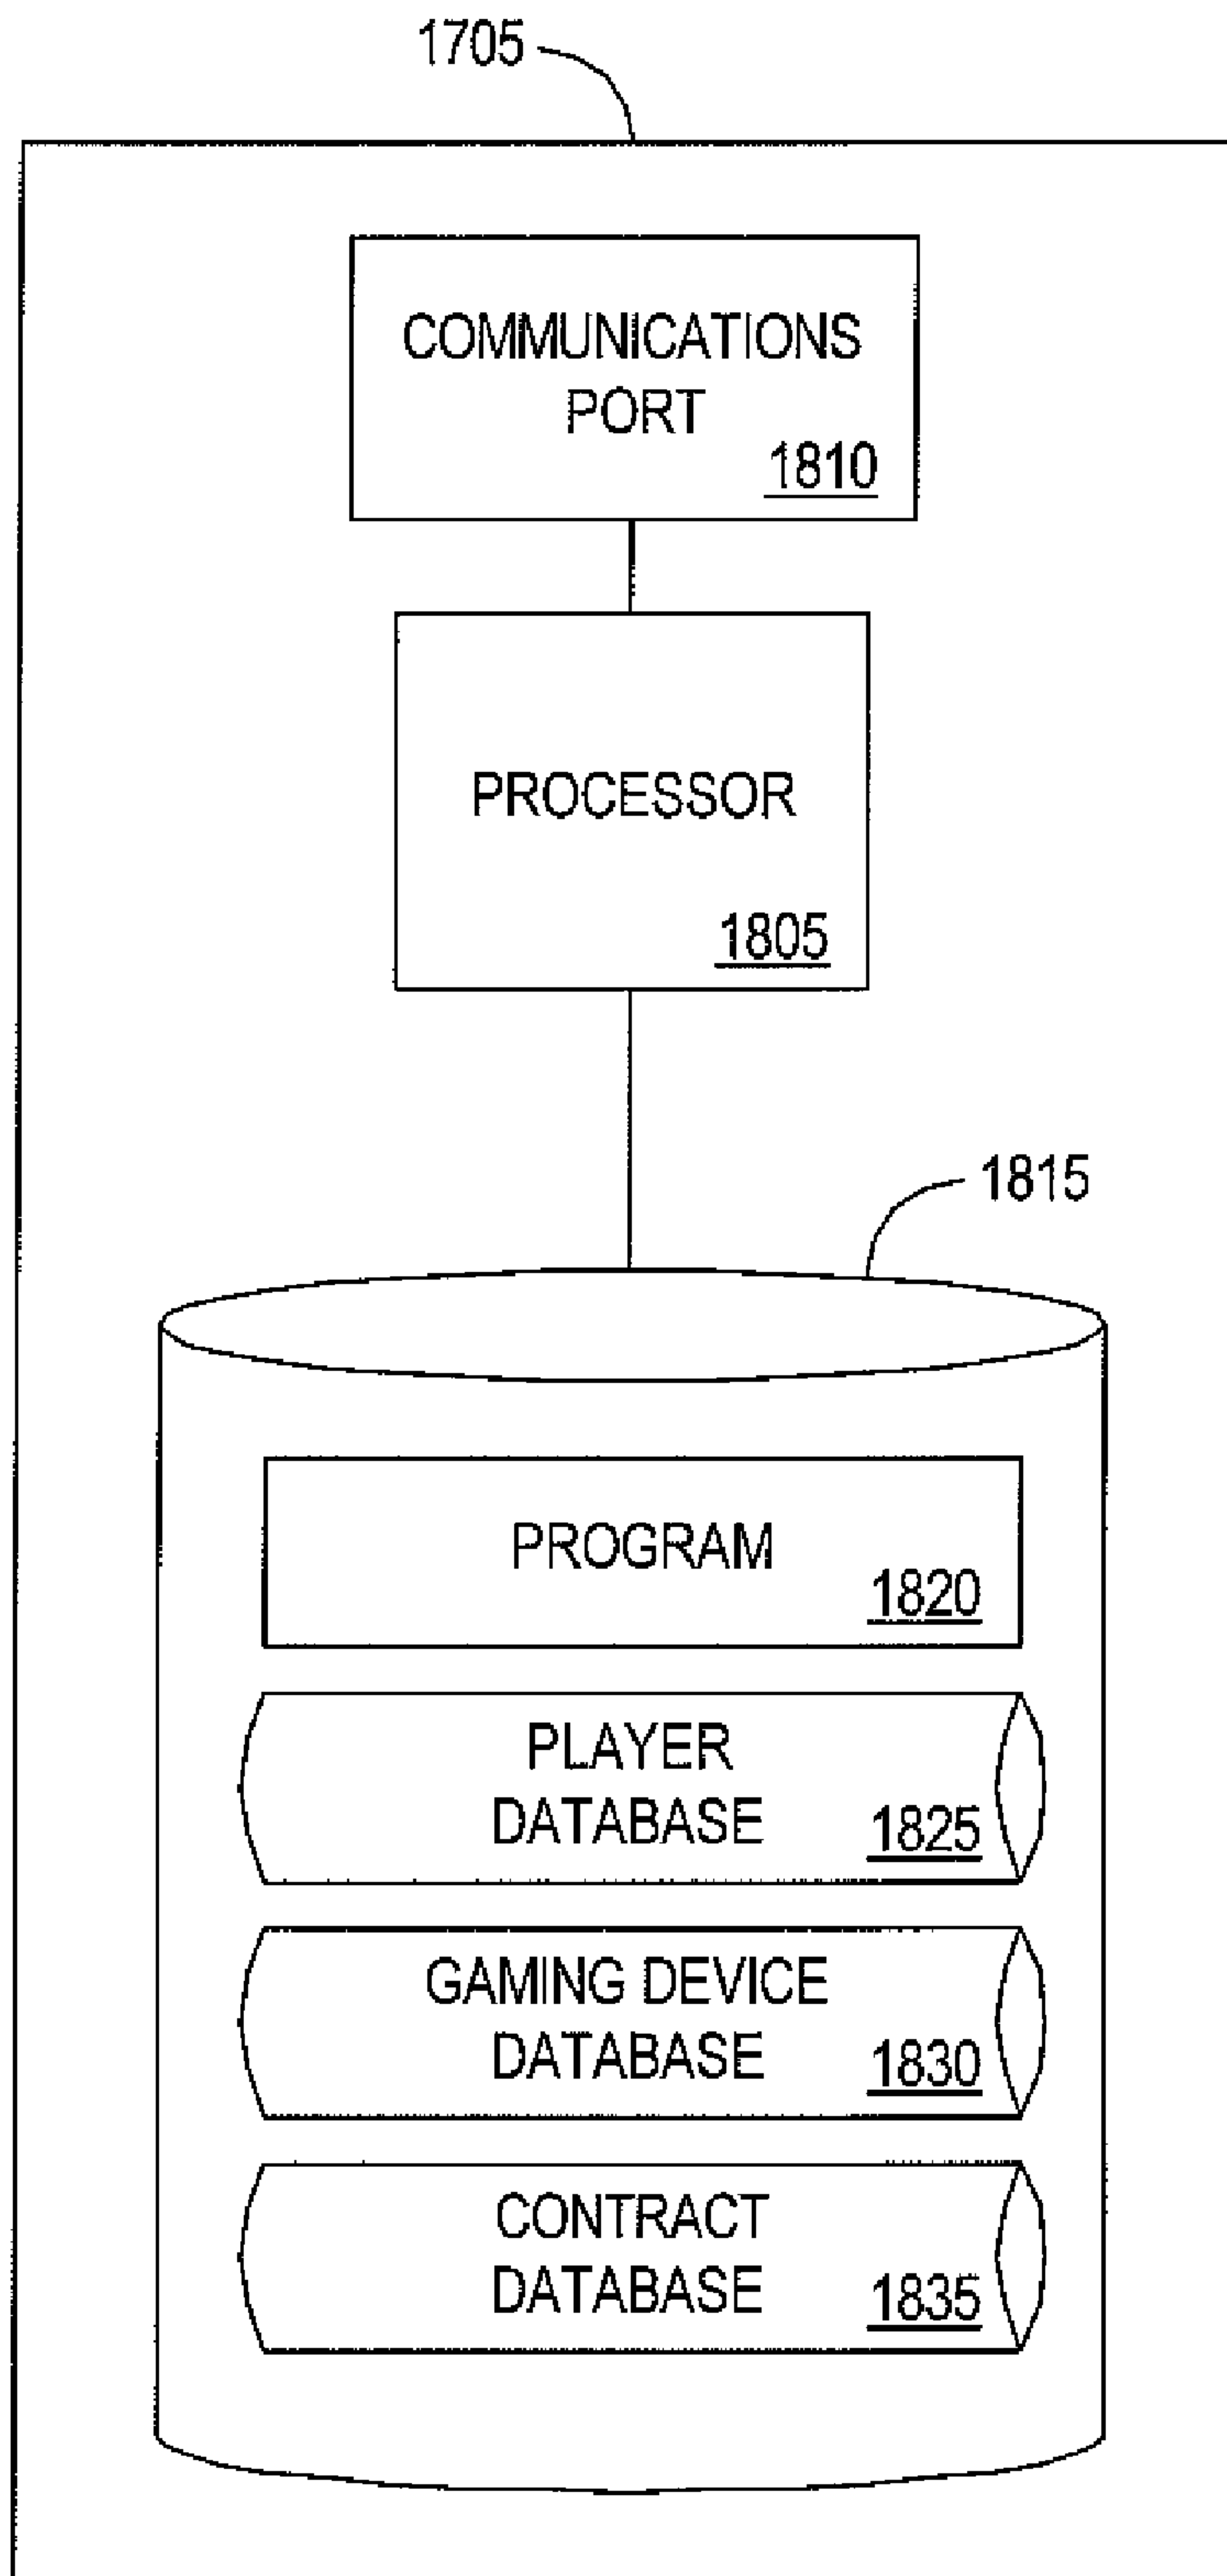 1705
COMMUNICATIONS
PORT
1810
PROCESSOR
1805
1815
PROGRAM
1820
PLAYER
DATABASE
1825
GAMING DEVICE
DATABASE
1830
CONTRACT
DATABASE
1835